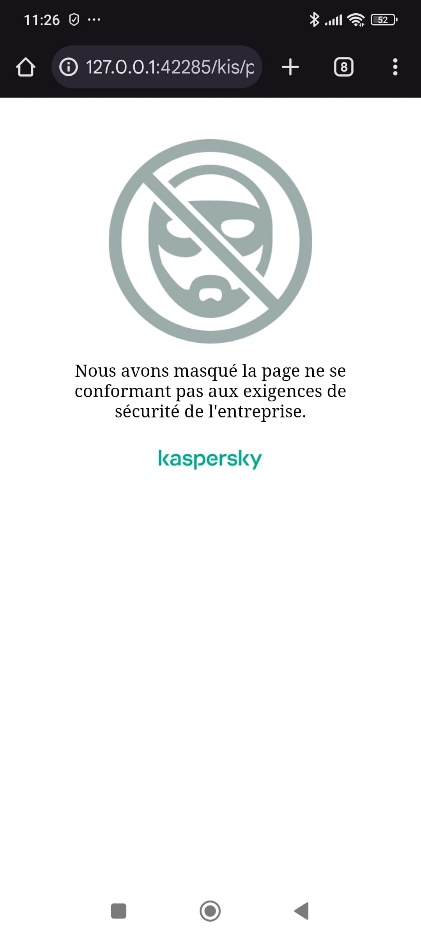 11:26
52
127.0.0.1:42285/kis/p
8
Nous avons masqué la page ne se
conformant pas aux exigences de
sécurité de l'entreprise.
kaspersky